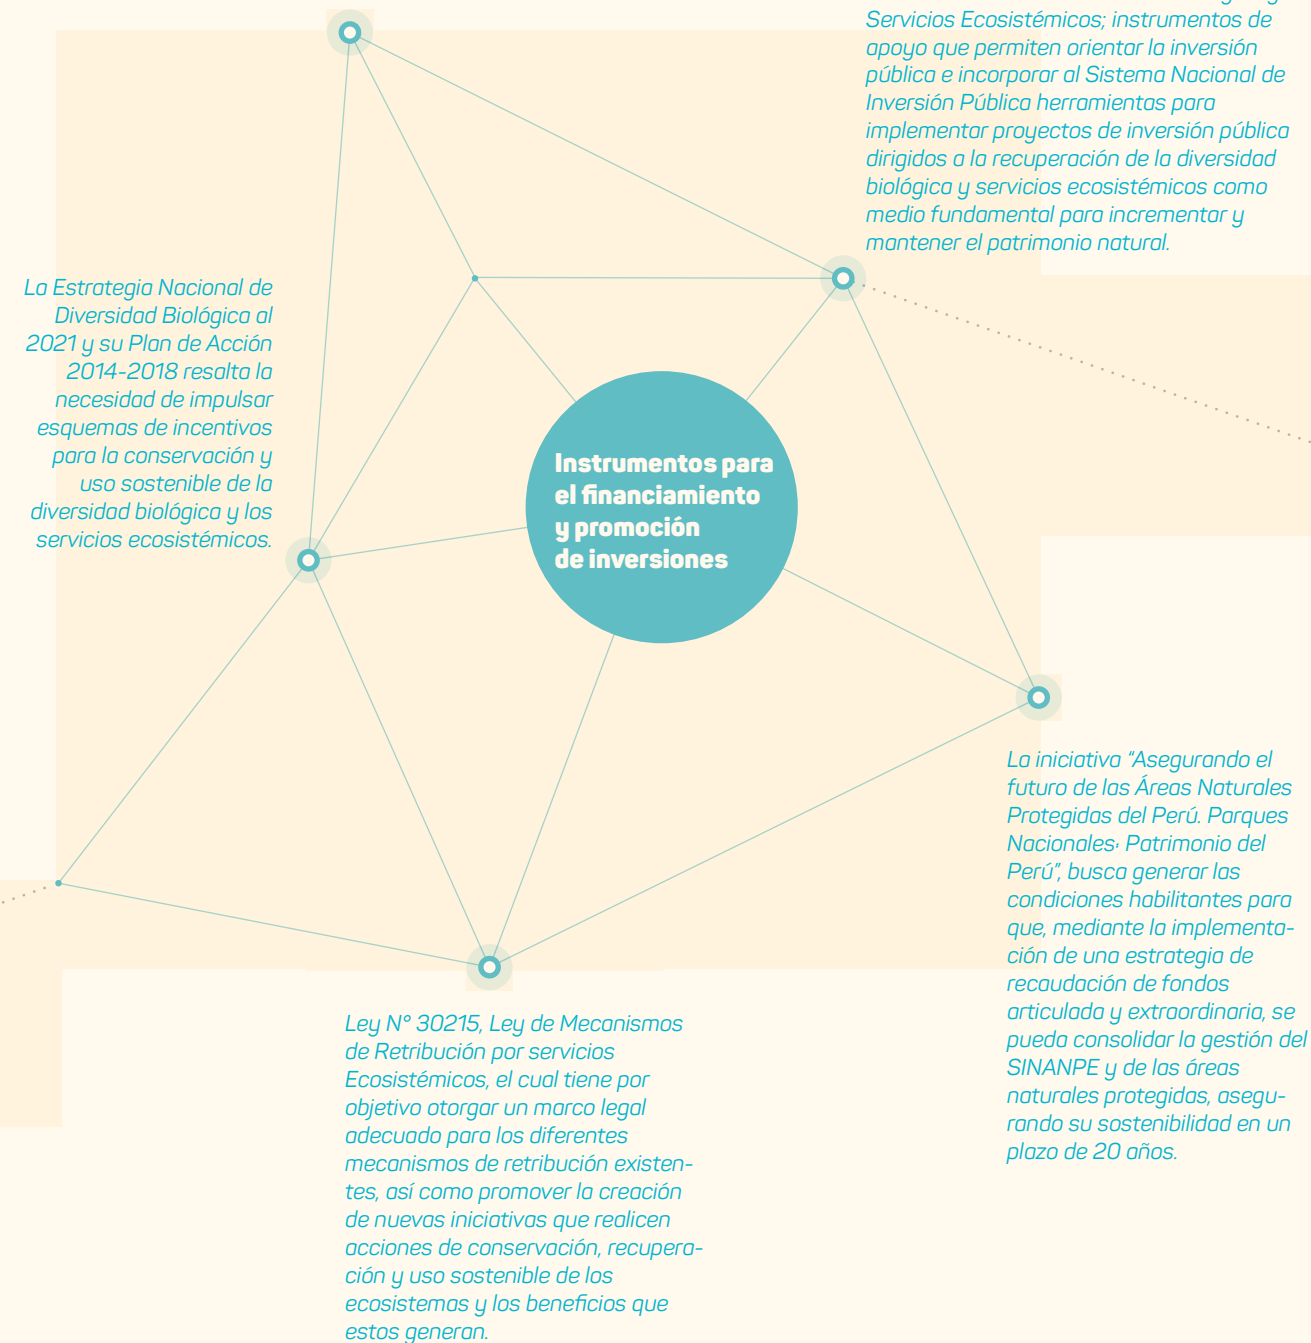 Servicios Ecosistémicos; instrumentos de
apoyo que permiten orientar la inversión
pública e incorporar al Sistema Nacional de
Inversión Pública herramientas para
implementar proyectos de inversión pública
dirigidos a la recuperación de la diversidad
biológica y servicios ecosistémicos como
medio fundamental para incrementar y
mantener el patrimonio natural.
La Estrategia Nacional de
Diversidad Biológica al
2021 y su Plan de Acción
2014-2018 resalta la
necesidad de impulsar
esquemas de incentivos
para la conservación y
uso sostenible de la
diversidad biológica y los
servicios ecosistémicos.
Instrumentos para
el financiamiento
y promoción
de inversiones
La iniciativa “Asegurando el
futuro de las Áreas Naturales
Protegidas del Perú. Parques
Nacionales: Patrimonio del
Perú”, busca generar las
condiciones habilitantes para
que, mediante la implementa-
ción de una estrategia de
recaudación de fondos
articulada y extraordinaria, se
pueda consolidar la gestión del
SINANPE y de las áreas
naturales protegidas, asegu-
rando su sostenibilidad en un
plazo de 20 años.
Ley N° 30215, Ley de Mecanismos
de Retribución por servicios
Ecosistémicos, el cual tiene por
objetivo otorgar un marco legal
adecuado para los diferentes
mecanismos de retribución existen-
tes, así como promover la creación
de nuevas iniciativas que realicen
acciones de conservación, recupera-
ción y uso sostenible de los
ecosistemas y los beneficios que
estos generan.